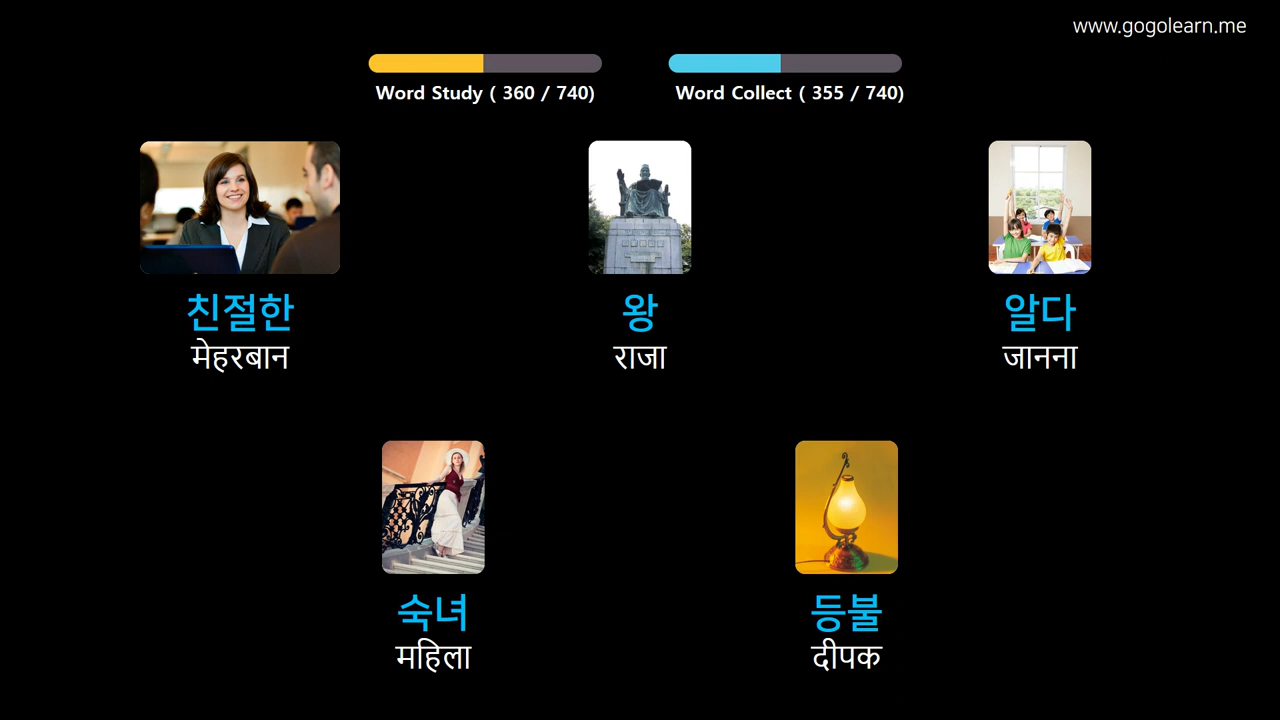 www.gogolearn.me
Word Study ( 360 / 740)
Word Collect ( 355 / 740)
친절한
मेहरबान
왕
राजा
알다
जानना
숙녀
महिला
등불
दीपक